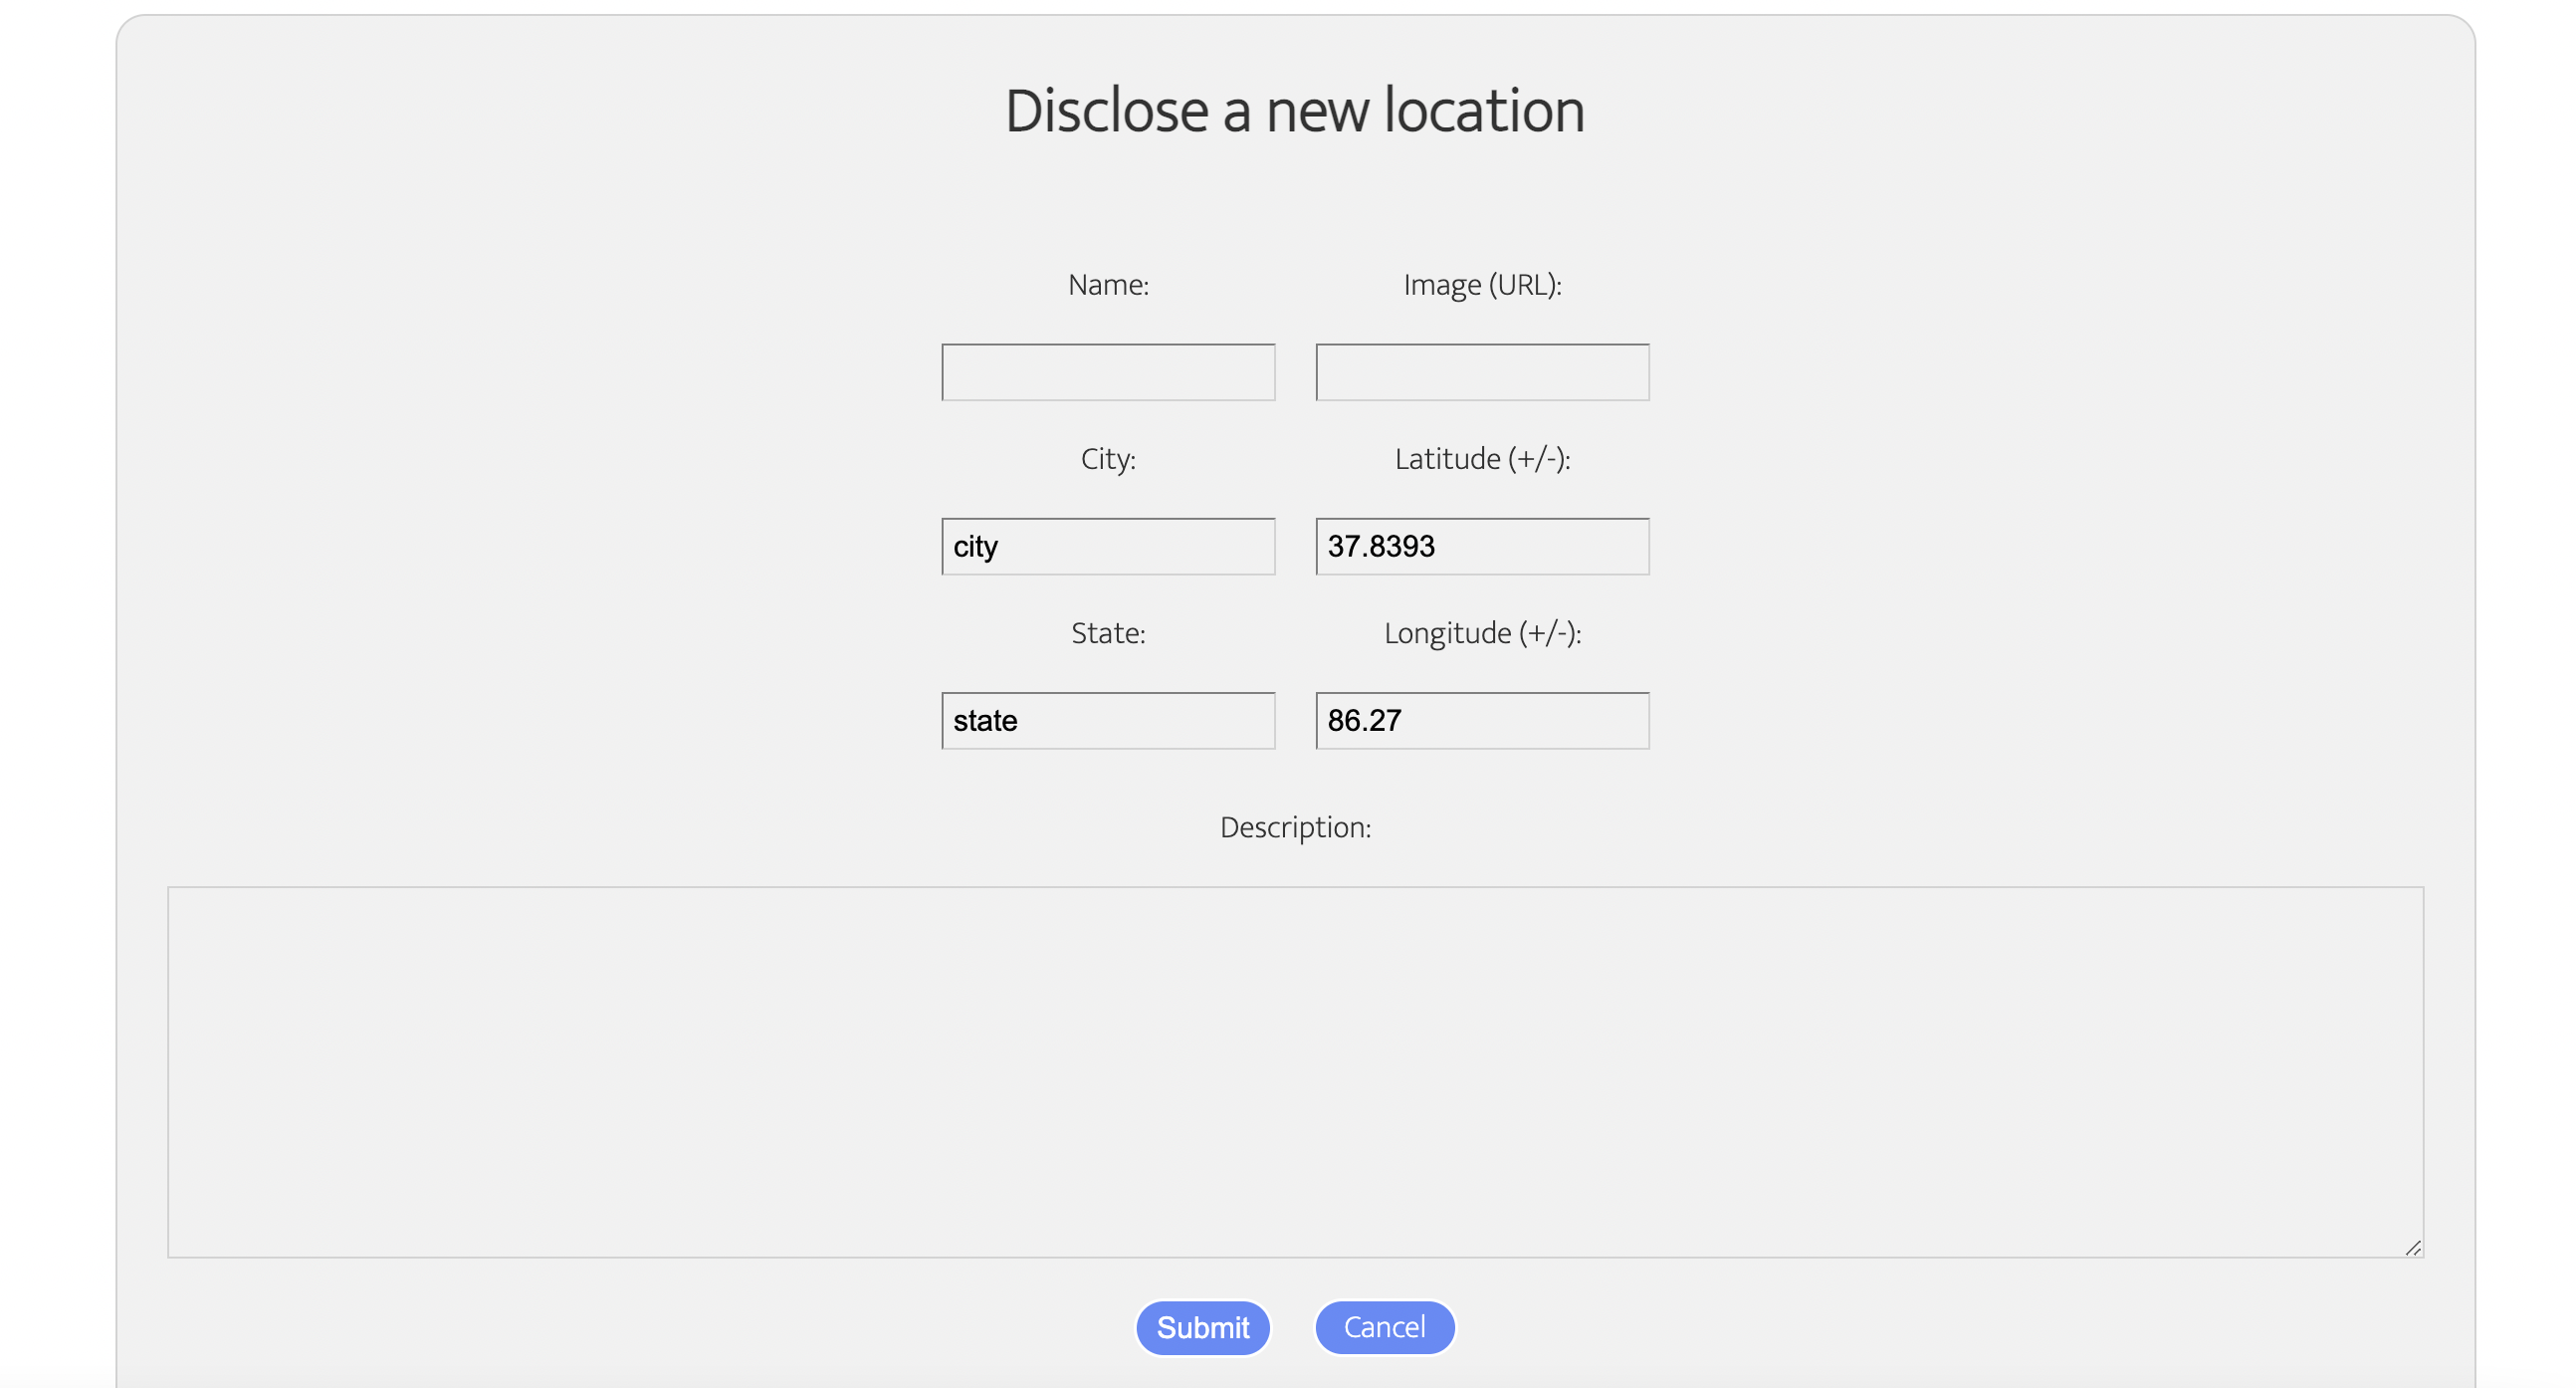 Disclose a new location
Name: Image (URL):
City: Latitude (+/-):
city 37.8393
State: Longitude (+/-):
state 86.27
Description:
Submit Cancel